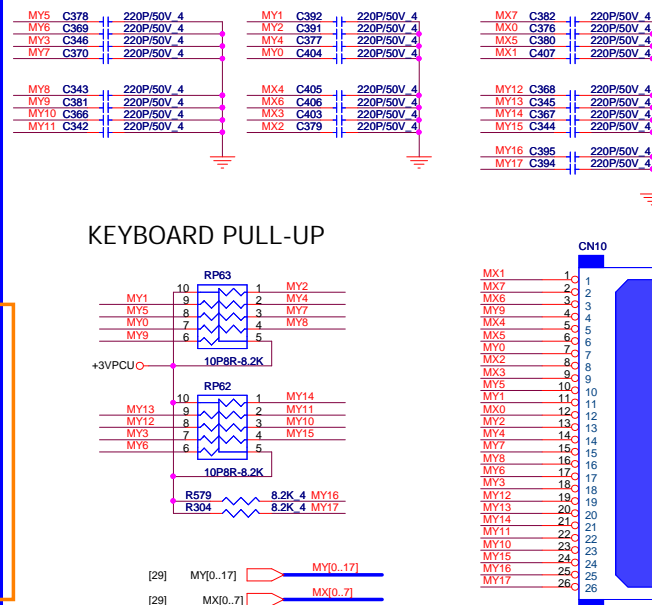 MY5 C378 220P/50V_4
MY6 C369 220P/50V_4
MY3 C346 220P/50V_4
MY7 C370 220P/50V_4
MY8 C343 220P/50V_4
MY9 C381 220P/50V_4
MY10 C366 220P/50V_4
MY11 C342 220P/50V_4
MY1 C392 220P/50V_4
MY2 C391 220P/50V_4
MY4 C377 220P/50V_4
MY0 C404 220P/50V_4
MX4 C405 220P/50V_4
MX6 C406 220P/50V_4
MX3 C403 220P/50V_4
MX2 C379 220P/50V_4
MX7 C382 220P/50V_4
MX0 C376 220P/50V_4
MX5 C380 220P/50V_4
MX1 C407 220P/50V_4
MY12 C368 220P/50V_4
MY13 C345 220P/50V_4
MY14 C367 220P/50V_4
MY15 C344 220P/50V_4
MY16 C395 220P/50V_4
MY17 C394 220P/50V_4
KEYBOARD PULL-UP
RP63
10 1 MY2
MY1 9 2 MY4
MY5 8 3 MY7
MY0 7 4 MY8
MY9 6 5
+3VPCU 10P8R-8.2K
RP62
10 1 MY14
MY13 9 2 MY11
MY12 8 3 MY10
MY3 7 4 MY15
MY6 6 5
10P8R-8.2K
R579 8.2K_4 MY16
R304 8.2K_4 MY17
[29] MY[0..17] MY[0..17]
[29] MX[0..7] MX[0..7]
CN10
MX1 1 1
MX7 2 2
MX6 3 3
MY9 4 4
MX4 5 5
MX5 6 6
MY0 7 7
MX2 8 8
MX3 9 9
MY5 10 10
MY1 11 11
MX0 12 12
MY2 13 13
MY4 14 14
MY7 15 15
MY8 16 16
MY6 17 17
MY3 18 18
MY12 19 19
MY13 20 20
MY14 21 21
MY11 22 22
MY10 23 23
MY15 24 24
MY16 25 25
MY17 26 26